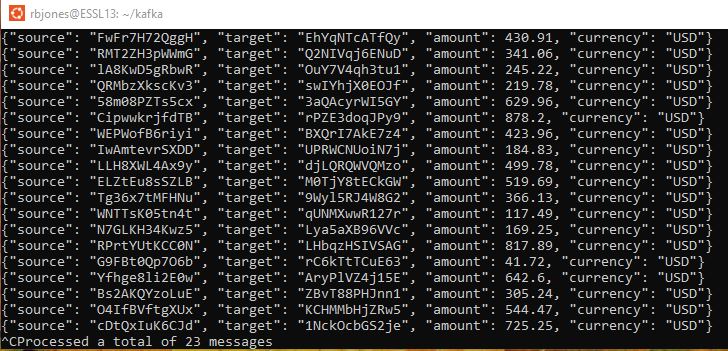 rbjones@ESSL13: ~/kafka
{"source": "FwFr7H72QggH", "target": "EhYqNTcATfQy", "amount": 430.91, "currency": "USD"}
{"source": "RMT2ZH3pWWmG", "target": "Q2NIVqj6ENuD", "amount": 341.06, "currency": "USD"}
{"source": "lA8KwD5gRbwR", "target": "OuY7V4qh3tu1", "amount": 245.22, "currency": "USD"}
{"source": "QRMbzXkscKv3", "target": "swIYhjX0EOJf", "amount": 219.78, "currency": "USD"}
{"source": "58m08PZTs5cx", "target": "3aQAcyrWI5GY", "amount": 629.96, "currency": "USD"}
{"source": "CipwwkrjfdTB", "target": "rPZE3doqJPy9", "amount": 878.2, "currency": "USD"}
{"source": "WEPWofB6riyi", "target": "BXQrI7AkE7z4", "amount": 423.96, "currency": "USD"}
{"source": "IwAmtevrSXDD", "target": "UPRWCNUoiN7j", "amount": 184.83, "currency": "USD"}
{"source": "LLH8XWL4Ax9y", "target": "djLQRQWVQMzo", "amount": 499.78, "currency": "USD"}
{"source": "ELZtEu8sSZLB", "target": "M0TjY8tECkGW", "amount": 519.69, "currency": "USD"}
{"source": "Tg36x7tMFHNu", "target": "9Wyl5RJ4W8G2", "amount": 366.13, "currency": "USD"}
{"source": "WNTTsK05tn4t", "target": "qUNMXwwR127r", "amount": 117.49, "currency": "USD"}
{"source": "N7GLKH34Kwz5", "target": "Lya5aXB96VVc", "amount": 169.25, "currency": "USD"}
{"source": "RPrtYUtKCC0N", "target": "LHbqzHSIVSAG", "amount": 817.89, "currency": "USD"}
{"source": "G9FBt0Qp7O6b", "target": "rC6kTtTCuE63", "amount": 41.72, "currency": "USD"}
{"source": "Yfhge8li2E0w", "target": "AryPlVZ4j15E", "amount": 642.6, "currency": "USD"}
{"source": "Bs2AKQYzoLuE", "target": "ZBvT88PHJnn1", "amount": 305.24, "currency": "USD"}
{"source": "O4IfBVftgXUx", "target": "KCHMMbHjZRw5", "amount": 544.47, "currency": "USD"}
{"source": "cDtQxIuK6CJd", "target": "1NckOcbGS2je", "amount": 725.25, "currency": "USD"}
^CProcessed a total of 23 messages